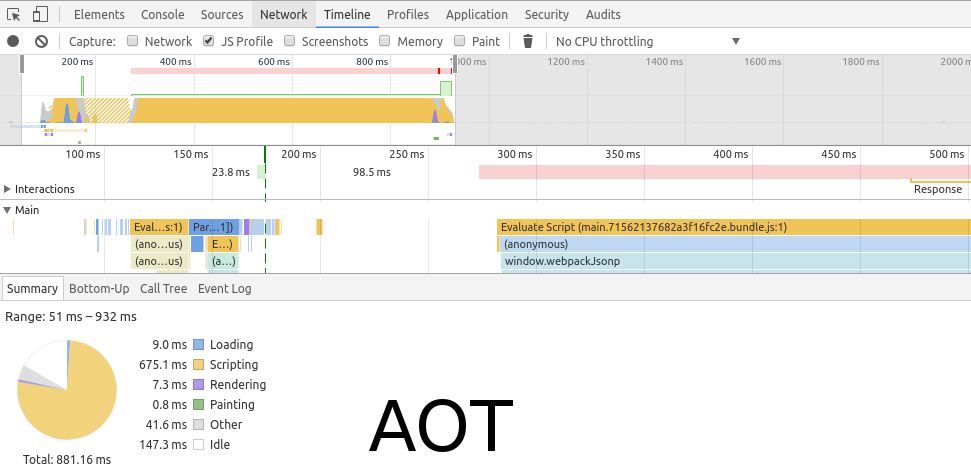 Elements Console Sources Network Timeline Profiles Application Security Audits
Capture: Network JS Profile Screenshots Memory Paint No CPU throttling
200 ms 400 ms 600 ms 800 ms 1200 ms 1400 ms 1600 ms 1800 ms
100 ms 150 ms 200 ms 250 ms 300 ms 350 ms 400 ms 450 ms 500 ms
23.8 ms 98.5 ms
Interactions Response
Main
Eval...s:1) Par...1]) Evaluate Script (main.71562137682a3f16fc2e.bundle.js:1)
(ano...us) E...) (anonymous)
(ano...us) (a...) window.webpackJsonp
Summary Bottom-Up Call Tree Event Log
Range: 51 ms – 932 ms
9.0 ms Loading
675.1 ms Scripting
7.3 ms Rendering
0.8 ms Painting
41.6 ms Other
147.3 ms Idle
Total: 881.16 ms
AOT